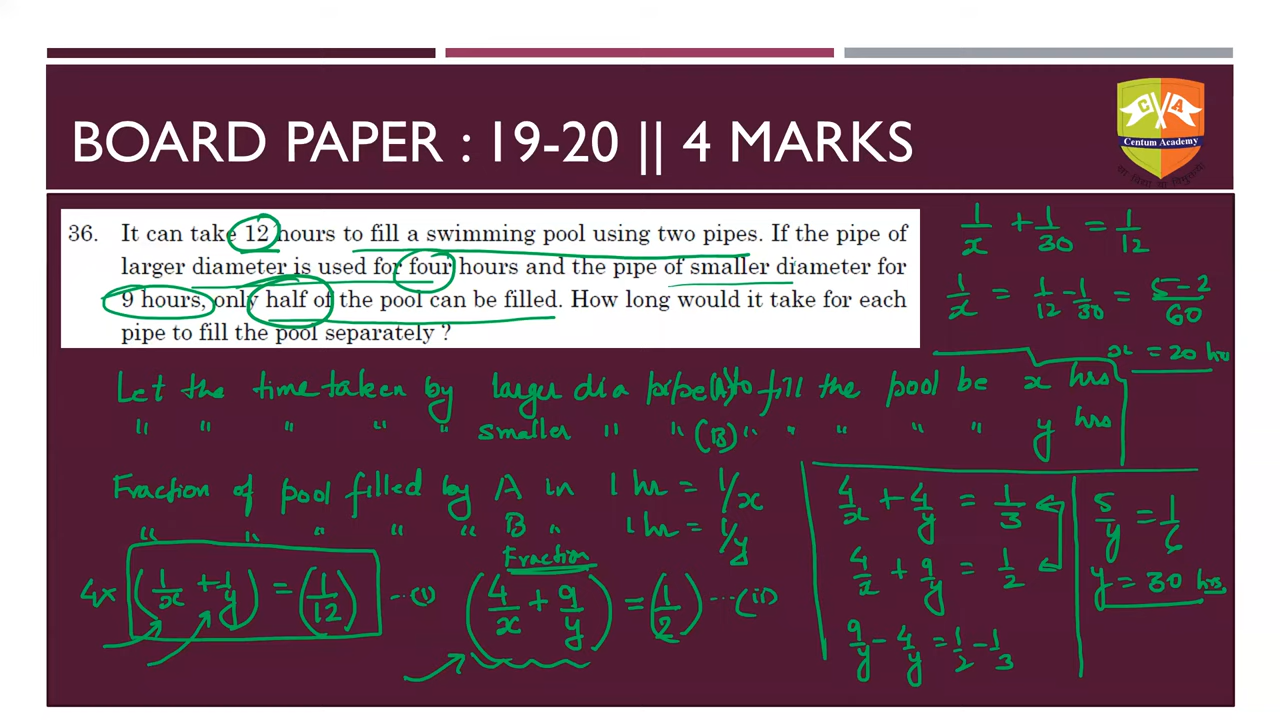 BOARD PAPER : 19-20 || 4 MARKS
C A
Centum Academy
36. It can take 12 hours to fill a swimming pool using two pipes. If the pipe of
larger diameter is used for four hours and the pipe of smaller diameter for
9 hours, only half of the pool can be filled. How long would it take for each
pipe to fill the pool separately ?
1/x + 1/30 = 1/12
1/x = 1/12 - 1/30 = 5-2/60
x = 20 hrs
Let the time taken by larger dia pipe(A) to fill the pool be x hrs
" " " " " smaller " " (B) " " " " " y hrs
Fraction of pool filled by A in 1 hr = 1/x
" " " " " B " 1 hr = 1/y
Fraction
4x (1/x + 1/y) = (1/12) ...(i)
(4/x + 9/y) = (1/2) ...(ii)
4/x + 4/y = 1/3
4/x + 9/y = 1/2
9/y - 4/y = 1/2 - 1/3
5/y = 1/6
y = 30 hrs